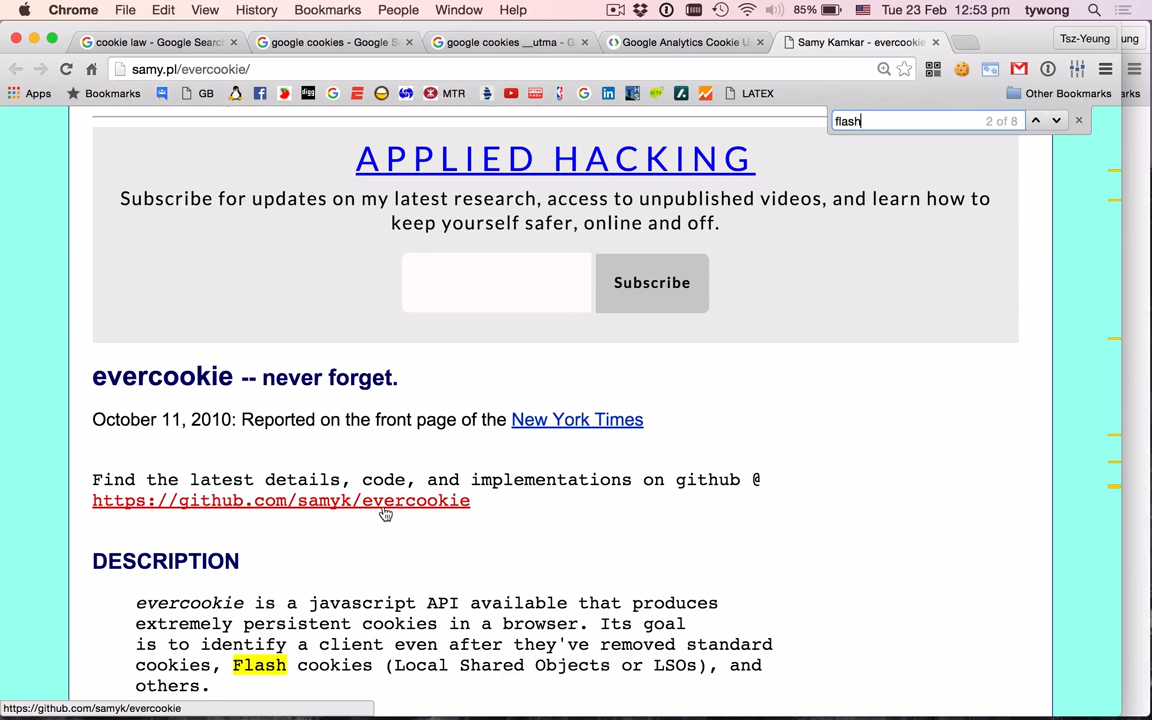 Chrome File Edit View History Bookmarks People Window Help 85% Tue 23 Feb 12:53 pm tywong
cookie law - Google Searc google cookies - Google S google cookies __utma - G Google Analytics Cookie U Samy Kamkar - evercookie Tsz-Yeung ung
samy.pl/evercookie/
Apps Bookmarks GB MTR LATEX Other Bookmarks arks
flash 2 of 8
APPLIED HACKING
Subscribe for updates on my latest research, access to unpublished videos, and learn how to
keep yourself safer, online and off.
Subscribe
evercookie -- never forget.
October 11, 2010: Reported on the front page of the New York Times
Find the latest details, code, and implementations on github @
https://github.com/samyk/evercookie
DESCRIPTION
evercookie is a javascript API available that produces
extremely persistent cookies in a browser. Its goal
is to identify a client even after they've removed standard
cookies, Flash cookies (Local Shared Objects or LSOs), and
others.
https://github.com/samyk/evercookie